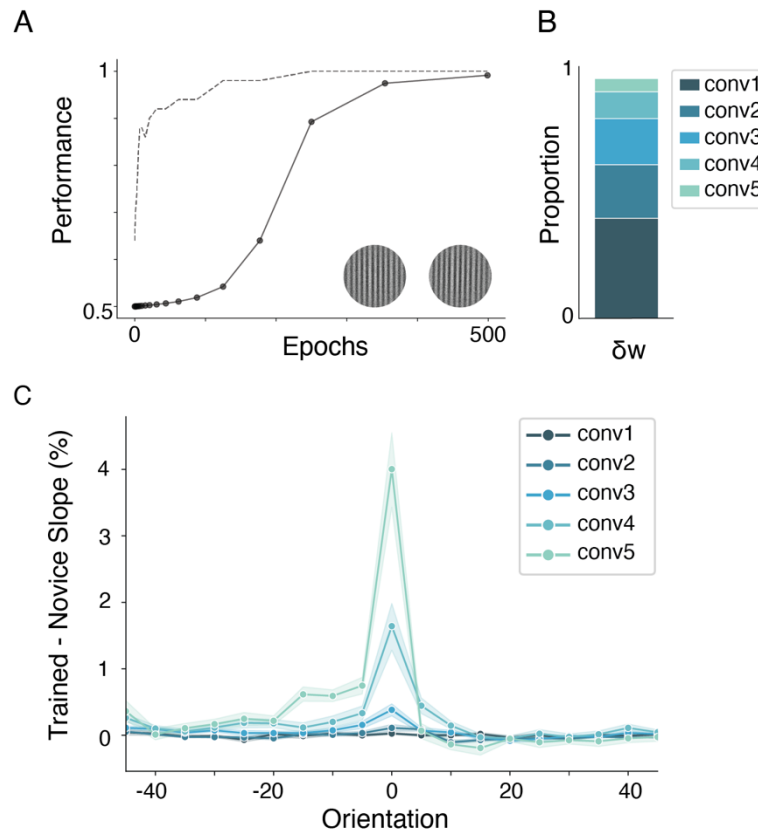 A
Performance
1
0.5
0
500
Epochs
B
Proportion
1
0
δw
conv1
conv2
conv3
conv4
conv5
C
Trained - Novice Slope (%)
4
3
2
1
0
-40
-20
0
20
40
Orientation
conv1
conv2
conv3
conv4
conv5